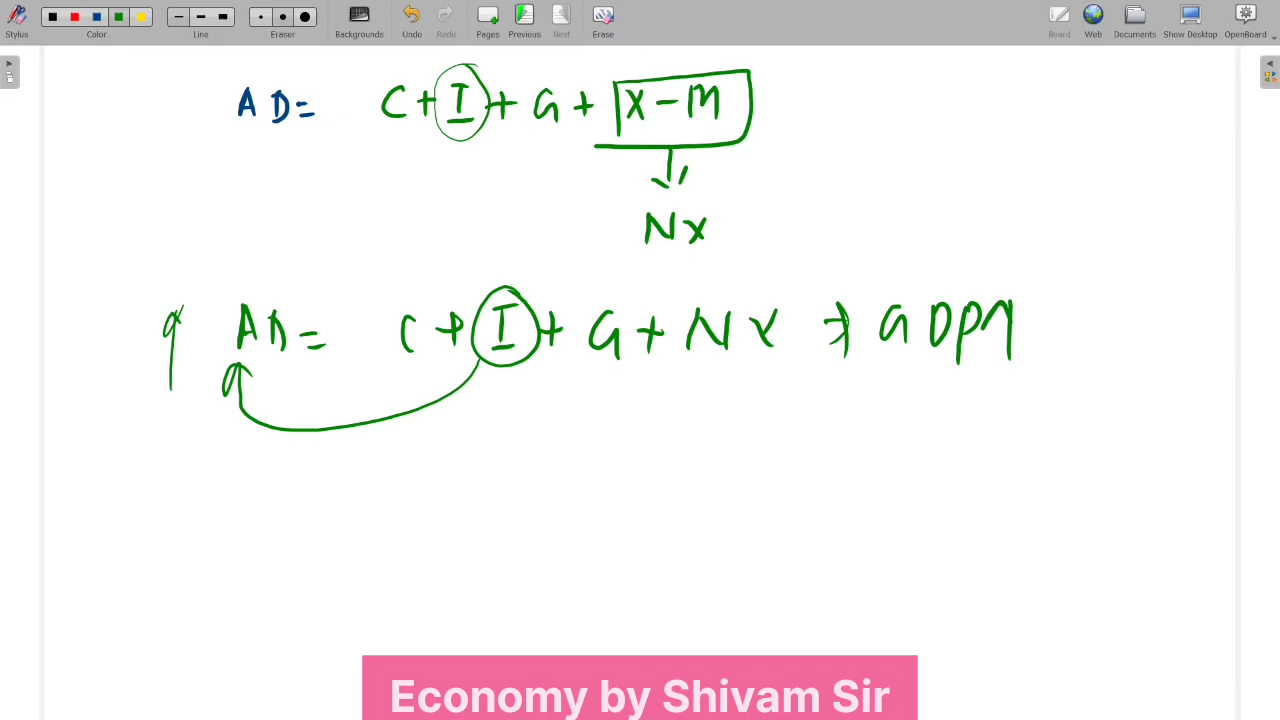 Stylus Color Line Eraser Backgrounds Undo Redo Pages Previous Next Erase Board Web Documents Show Desktop OpenBoard
AD = C + I + G + X - M
Nx
AD = C + I + G + Nx → GDPM
Economy by Shivam Sir